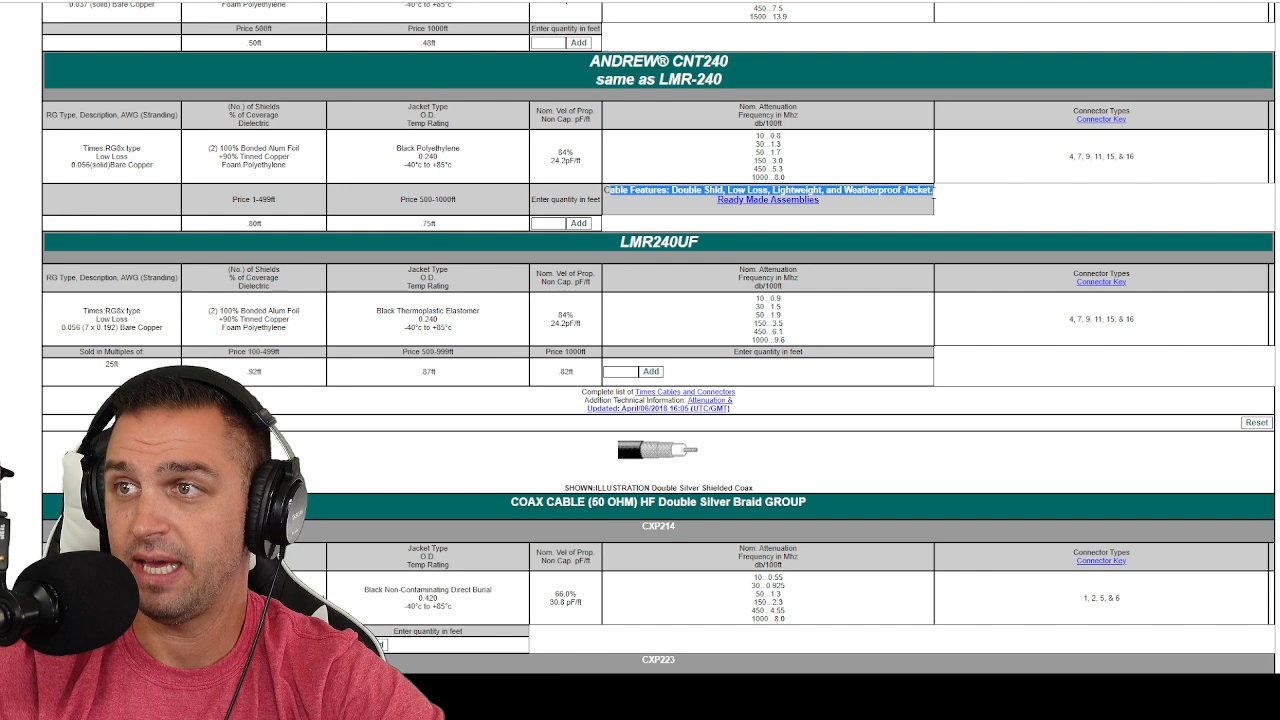 0.037 (solid) Bare Copper
Foam Polyethylene
-40°c to +85°c
450...7.5
1500...13.9
Price 500ft
Price 1000ft
Enter quantity in feet
.50ft
.48ft
Add
ANDREW® CNT240
same as LMR-240
RG Type, Description, AWG (Stranding)
(No.) of Shields
% of Coverage
Dielectric
Jacket Type
O.D.
Temp Rating
Nom. Vel of Prop.
Non Cap. pF/ft
Nom. Attenuation
Frequency in Mhz
db/100ft
Connector Types
Connector Key
Times:RG8x type
Low Loss
0.056(solid)Bare Copper
(2) 100% Bonded Alum Foil
+90% Tinned Copper
Foam Polyethylene
Black Polyethylene
0.240
-40°c to +85°c
84%
24.2pF/ft
10...0.8
30...1.3
50...1.7
150...3.0
450...5.3
1000...8.0
4, 7, 9, 11, 15, & 16
Price 1-499ft
Price 500-1000ft
Enter quantity in feet
Cable Features: Double Shld, Low Loss, Lightweight, and Weatherproof Jacket.
Ready Made Assemblies
.80ft
.75ft
Add
LMR240UF
RG Type, Description, AWG (Stranding)
(No.) of Shields
% of Coverage
Dielectric
Jacket Type
O.D.
Temp Rating
Nom. Vel of Prop.
Non Cap. pF/ft
Nom. Attenuation
Frequency in Mhz
db/100ft
Connector Types
Connector Key
Times:RG8x type
Low Loss
0.056 (7 x 0.192) Bare Copper
(2) 100% Bonded Alum Foil
+90% Tinned Copper
Foam Polyethylene
Black Thermoplastic Elastomer
0.240
-40°c to +85°c
84%
24.2pF/ft
10...0.9
30...1.5
50...1.9
150...3.5
450...6.1
1000...9.6
4, 7, 9, 11, 15, & 16
Sold in Multiples of:
Price 100-499ft
Price 500-999ft
Price 1000ft
Enter quantity in feet
25ft
.92ft
.87ft
.82ft
Add
Complete list of Times Cables and Connectors
Addition Technical Information: Attenuation &
Updated: April/06/2018 16:05 (UTC/GMT)
Reset
SHOWN:ILLUSTRATION Double Silver Shielded Coax
COAX CABLE (50 OHM) HF Double Silver Braid GROUP
CXP214
Jacket Type
O.D.
Temp Rating
Nom. Vel of Prop.
Non Cap. pF/ft
Nom. Attenuation
Frequency in Mhz
db/100ft
Connector Types
Connector Key
Black Non-Contaminating Direct Burial
0.420
-40°c to +85°c
66.0%
30.8 pF/ft
10...0.55
30...0.925
50...1.3
150...2.3
450...4.55
1000...8.0
1, 2, 5, & 6
Enter quantity in feet
CXP223